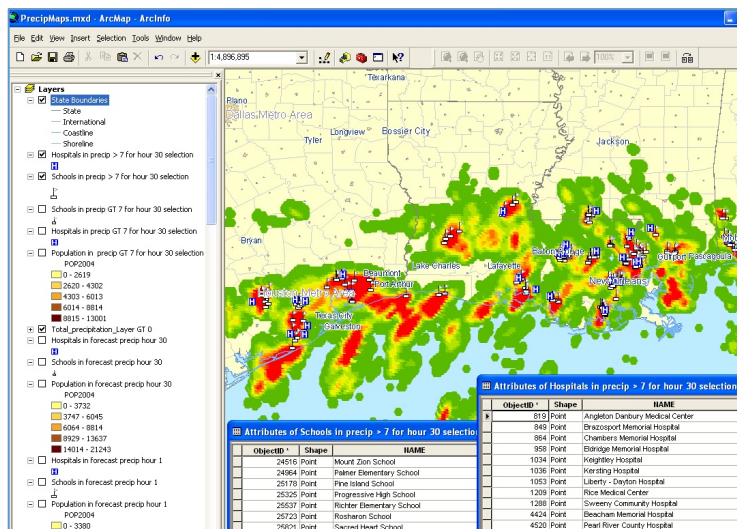 PrecipMaps.mxd - ArcMap - ArcInfo
File Edit View Insert Selection Tools Window Help
1:4,896,895
100%
Layers
State Boundaries
State
International
Coastline
Shoreline
Hospitals in precip > 7 for hour 30 selection
H
Schools in precip > 7 for hour 30 selection
Schools in precip GT 7 for hour 30 selection
Hospitals in precip GT 7 for hour 30 selection
H
Population in precip GT 7 for hour 30 selection
POP2004
0 - 2619
2620 - 4302
4303 - 6013
6014 - 8814
8815 - 13001
Total_precipitation_Layer GT 0
Hospitals in forecast precip hour 30
H
Schools in forecast precip hour 30
Population in forecast precip hour 30
POP2004
0 - 3732
3747 - 6045
6064 - 8814
8929 - 13637
14014 - 21243
Hospitals in forecast precip hour 1
H
Schools in forecast precip hour 1
Population in forecast precip hour 1
POP2004
0 - 3380
Texarkana
Plano
Dallas Metro Area
Longview
Bossier City
Tyler
Jackson
Bryan
Baton Rouge
Lake Charles
Lafayette
Gulfport
Pascagoula
Beaumont
Port Arthur
New Orleans
Houston Metro Area
Texas City
Galveston
Attributes of Schools in precip > 7 for hour 30 selection
ObjectID * Shape NAME
24516 Point Mount Zion School
24964 Point Palmer Elementary School
25178 Point Pine Island School
25325 Point Progressive High School
25537 Point Richter Elementary School
25723 Point Rosharon School
25821 Point Sacred Heart School
Attributes of Hospitals in precip > 7 for hour 30 selection
ObjectID * Shape NAME
819 Point Angleton Danbury Medical Center
849 Point Brazosport Memorial Hospital
864 Point Chambers Memorial Hospital
958 Point Eldridge Memorial Hospital
1034 Point Keightley Hospital
1036 Point Kersting Hospital
1053 Point Liberty - Dayton Hospital
1209 Point Rice Medical Center
1288 Point Sweeny Community Hospital
4424 Point Beacham Memorial Hospital
4520 Point Pearl River County Hospital